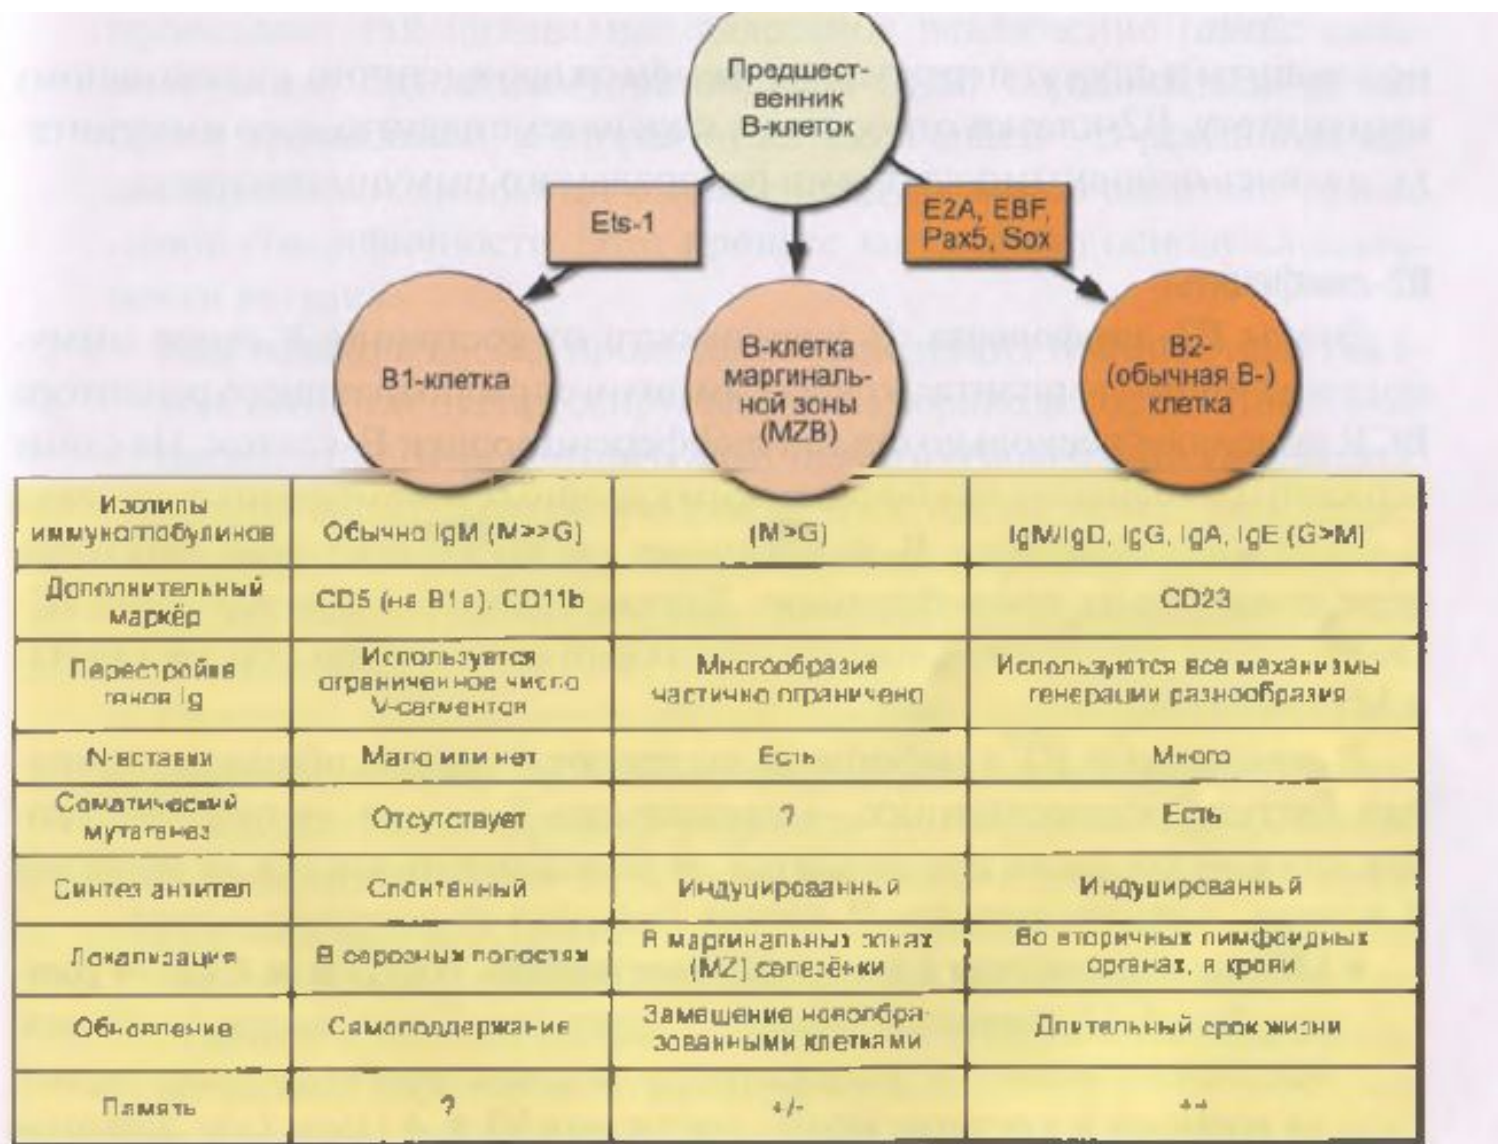 Предшест-
венник
В-клеток
Ets-1
E2A, EBF,
Pax5, Sox
В1-клетка
В-клетка
маргиналь-
ной зоны
(MZB)
В2-
(обычная В-)
клетка
Изотипы
иммуноглобулинов
Обычно IgM (M>>G)
(M>G)
IgM/IgD, IgG, IgA, IgE (G>M)
Дополнительный
маркёр
CD5 (на В1а), CD11b
CD23
Перестройка
генов Ig
Используется
ограниченное число
V-сегментов
Многообразие
частично ограничено
Используются все механизмы
генерации разнообразия
N-вставки
Мало или нет
Есть
Много
Соматический
мутагенез
Отсутствует
?
Есть
Синтез антител
Спонтанный
Индуцированный
Индуцированный
Локализация
В серозных полостях
В маргинальных зонах
(MZ) селезёнки
Во вторичных лимфоидных
органах, в крови
Обновление
Самоподдержание
Замещение новообра
зованными клетками
Длительный срок жизни
Память
?
+/-
++